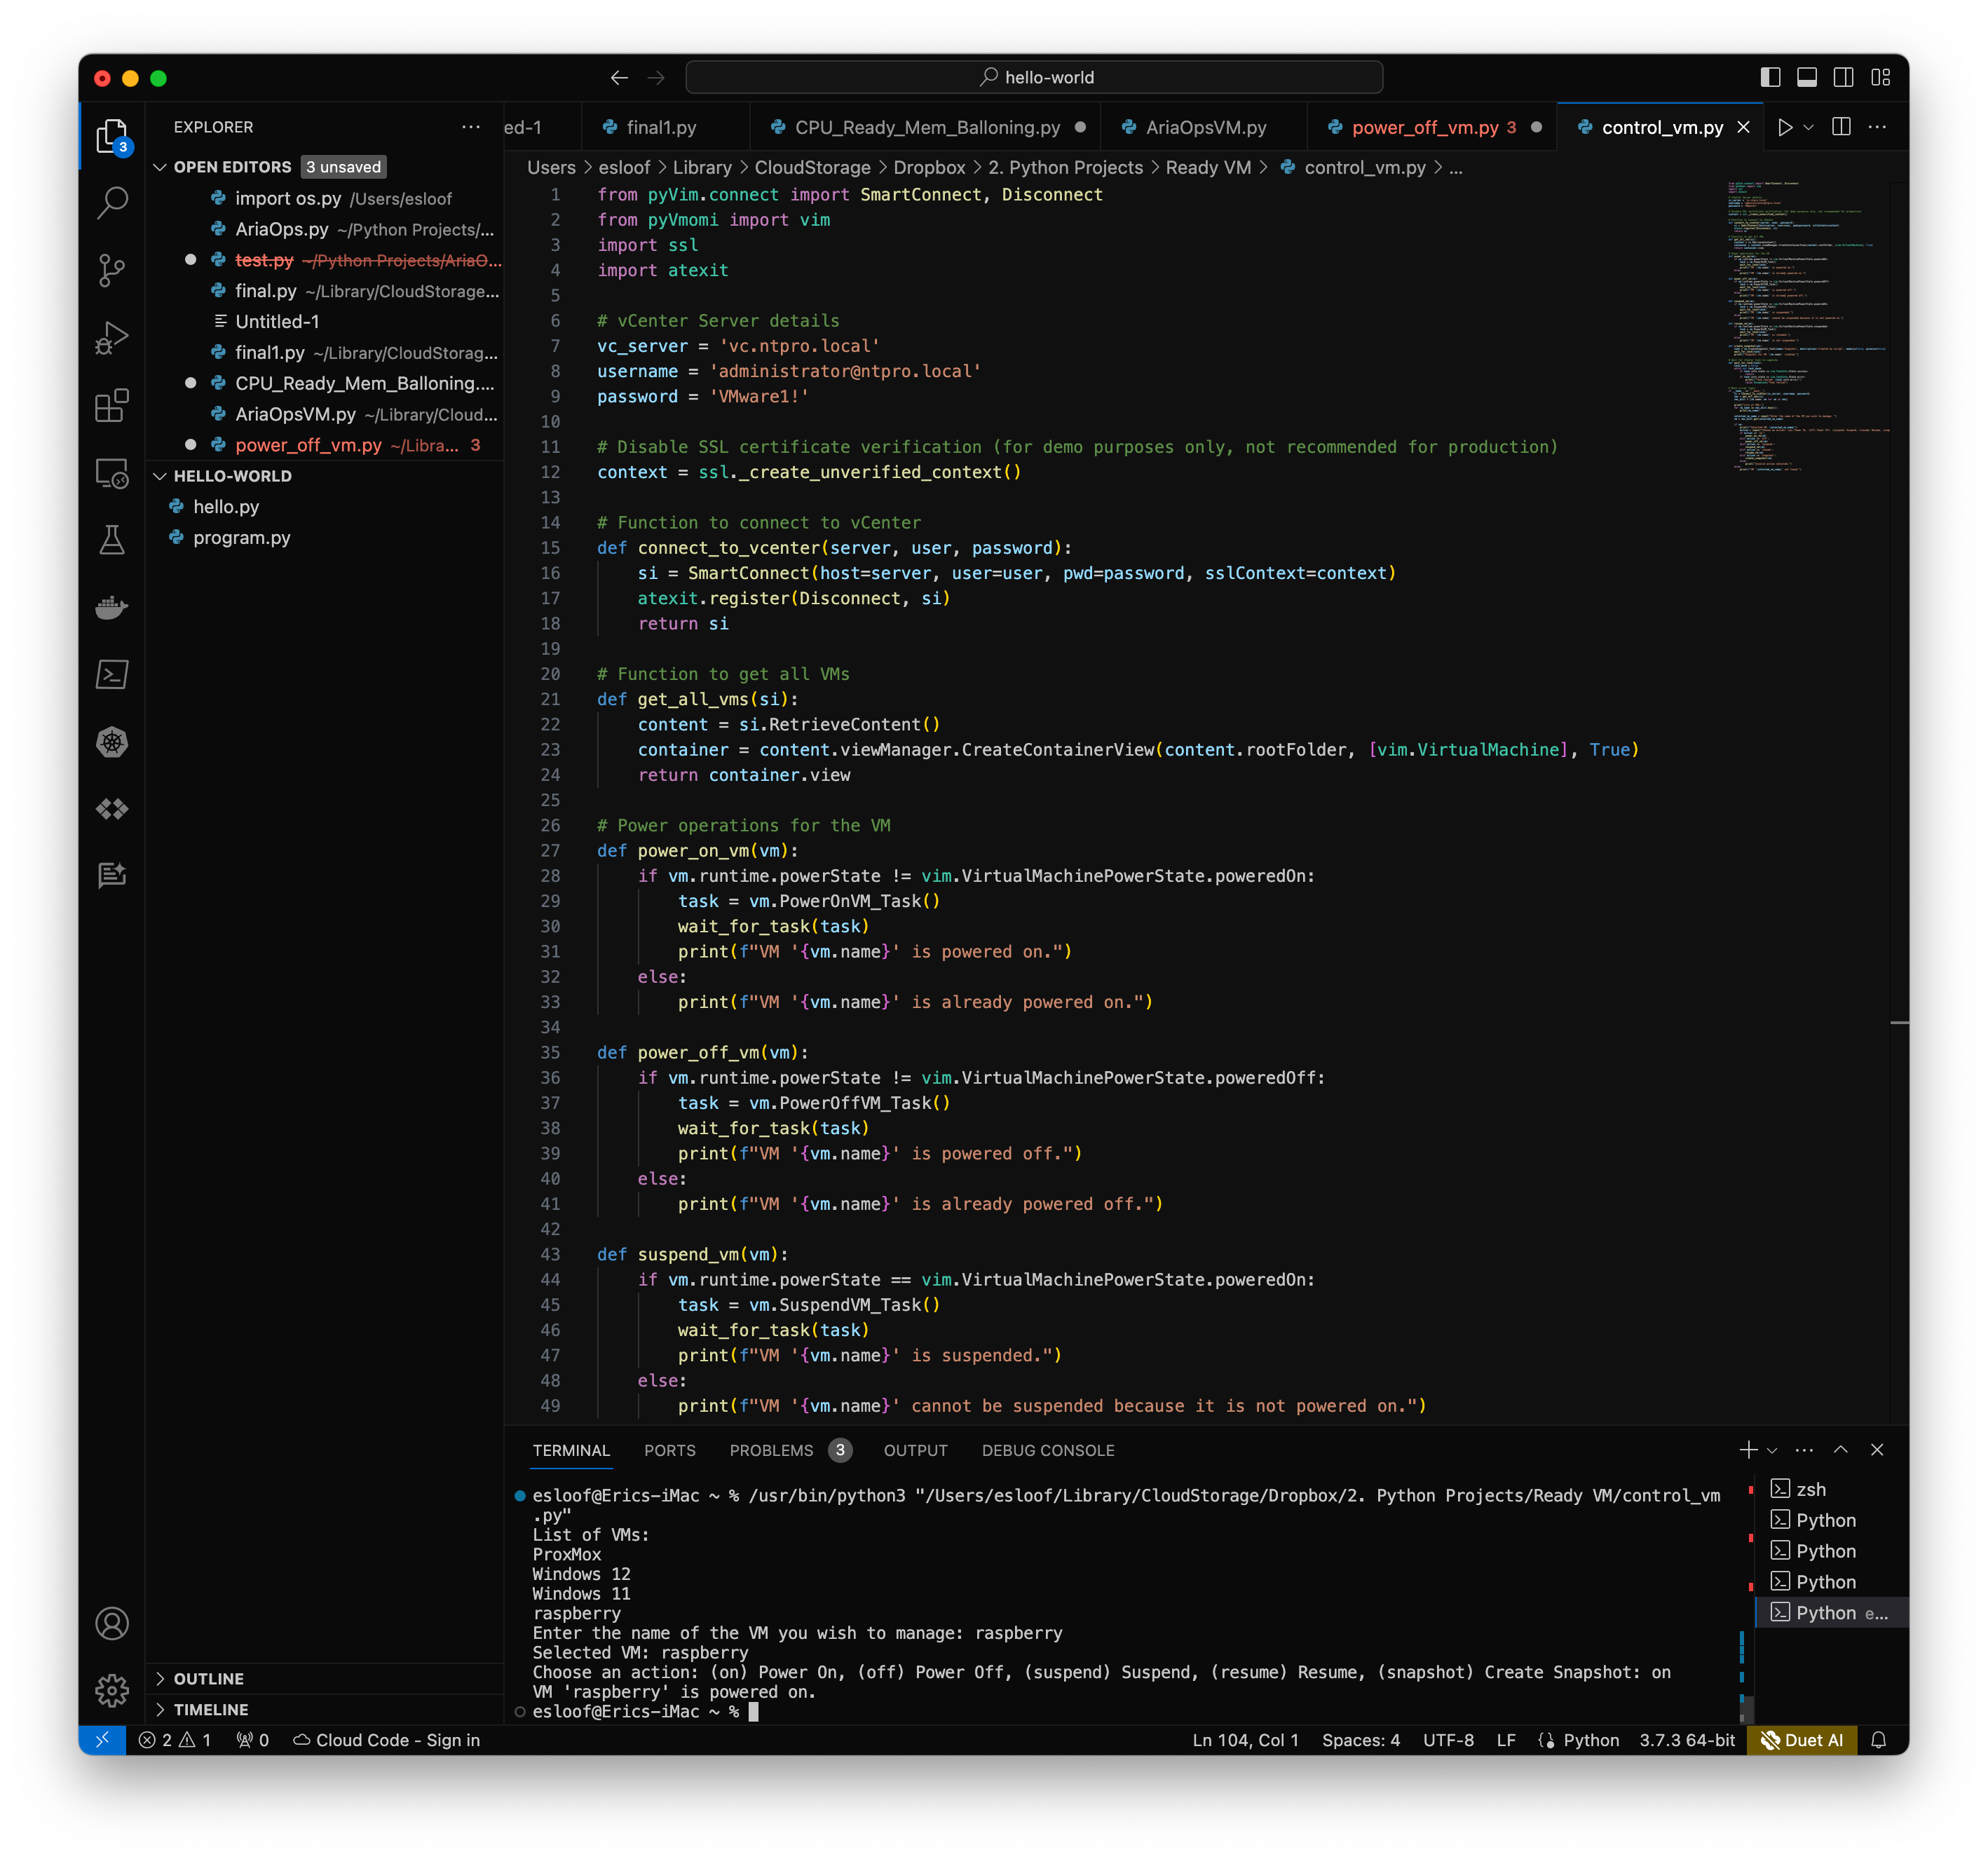 hello-world
EXPLORER
ed-1
final1.py
CPU_Ready_Mem_Balloning.py
AriaOpsVM.py
power_off_vm.py 3
control_vm.py
OPEN EDITORS 3 unsaved
3
import os.py /Users/esloof
AriaOps.py ~/Python Projects/...
test.py ~/Python Projects/AriaO...
final.py ~/Library/CloudStorage...
Untitled-1
final1.py ~/Library/CloudStorag...
CPU_Ready_Mem_Balloning....
AriaOpsVM.py ~/Library/Cloud...
power_off_vm.py ~/Libra... 3
HELLO-WORLD
hello.py
program.py
OUTLINE
TIMELINE
Users > esloof > Library > CloudStorage > Dropbox > 2. Python Projects > Ready VM > control_vm.py > ...
1 from pyVim.connect import SmartConnect, Disconnect
2 from pyVmomi import vim
3 import ssl
4 import atexit
5
6 # vCenter Server details
7 vc_server = 'vc.ntpro.local'
8 username = 'administrator@ntpro.local'
9 password = 'VMware1!'
10
11 # Disable SSL certificate verification (for demo purposes only, not recommended for production)
12 context = ssl._create_unverified_context()
13
14 # Function to connect to vCenter
15 def connect_to_vcenter(server, user, password):
16     si = SmartConnect(host=server, user=user, pwd=password, sslContext=context)
17     atexit.register(Disconnect, si)
18     return si
19
20 # Function to get all VMs
21 def get_all_vms(si):
22     content = si.RetrieveContent()
23     container = content.viewManager.CreateContainerView(content.rootFolder, [vim.VirtualMachine], True)
24     return container.view
25
26 # Power operations for the VM
27 def power_on_vm(vm):
28     if vm.runtime.powerState != vim.VirtualMachinePowerState.poweredOn:
29         task = vm.PowerOnVM_Task()
30         wait_for_task(task)
31         print(f"VM '{vm.name}' is powered on.")
32     else:
33         print(f"VM '{vm.name}' is already powered on.")
34
35 def power_off_vm(vm):
36     if vm.runtime.powerState != vim.VirtualMachinePowerState.poweredOff:
37         task = vm.PowerOffVM_Task()
38         wait_for_task(task)
39         print(f"VM '{vm.name}' is powered off.")
40     else:
41         print(f"VM '{vm.name}' is already powered off.")
42
43 def suspend_vm(vm):
44     if vm.runtime.powerState == vim.VirtualMachinePowerState.poweredOn:
45         task = vm.SuspendVM_Task()
46         wait_for_task(task)
47         print(f"VM '{vm.name}' is suspended.")
48     else:
49         print(f"VM '{vm.name}' cannot be suspended because it is not powered on.")
TERMINAL PORTS PROBLEMS 3 OUTPUT DEBUG CONSOLE
esloof@Erics-iMac ~ % /usr/bin/python3 "/Users/esloof/Library/CloudStorage/Dropbox/2. Python Projects/Ready VM/control_vm
.py"
List of VMs:
ProxMox
Windows 12
Windows 11
raspberry
Enter the name of the VM you wish to manage: raspberry
Selected VM: raspberry
Choose an action: (on) Power On, (off) Power Off, (suspend) Suspend, (resume) Resume, (snapshot) Create Snapshot: on
VM 'raspberry' is powered on.
esloof@Erics-iMac ~ %
zsh
Python
Python
Python
Python e...
2 1 0 Cloud Code - Sign in Ln 104, Col 1 Spaces: 4 UTF-8 LF Python 3.7.3 64-bit Duet AI